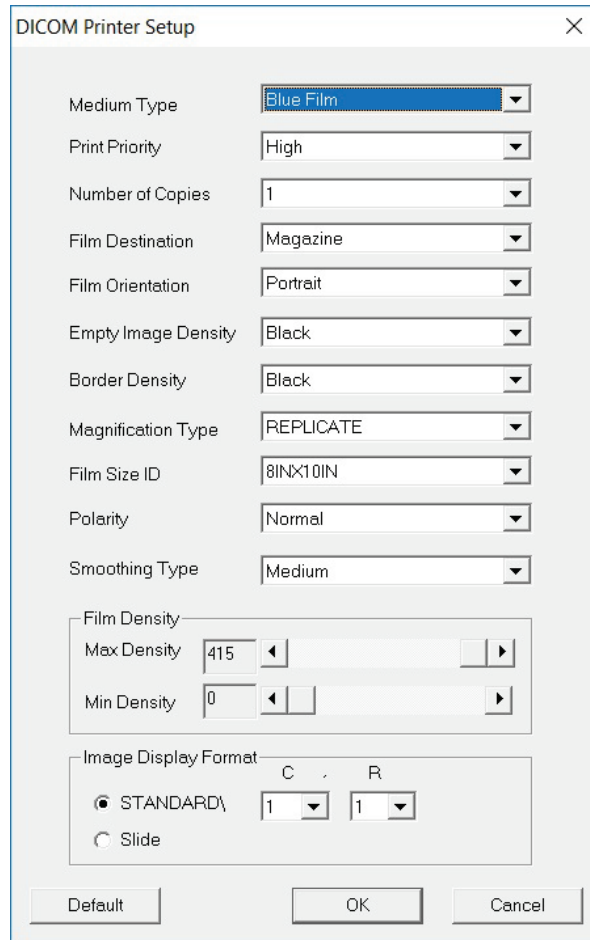 DICOM Printer Setup
Medium Type Blue Film
Print Priority High
Number of Copies 1
Film Destination Magazine
Film Orientation Portrait
Empty Image Density Black
Border Density Black
Magnification Type REPLICATE
Film Size ID 8INX10IN
Polarity Normal
Smoothing Type Medium
Film Density
Max Density 415
Min Density 0
Image Display Format
C , R
STANDARD\ 1 1
Slide
Default OK Cancel